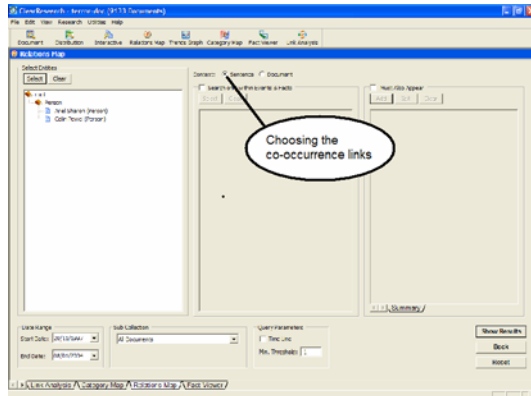 ClearResearch - terror-doc (9133 Documents)
File Edit View Research Utilities Help
Document Distribution Interactive Relations Map Trends Graph Category Map Fact Viewer Link Analysis
Relations Map
Select Entities
Select Clear
Person
Ariel Sharon (Person)
Colin Powell (Person)
Context: Sentence Document
Search only within Events & Facts
Must Also Appear
Choosing the
co-occurrence links
Summary
Date Range
Start Date:
End Date:
Sub Collection
All Documents
Query Parameters
Time Line
Min. Threshold: 1
Show Results
Back
Reset
Link Analysis Category Map Relations Map Fact Viewer